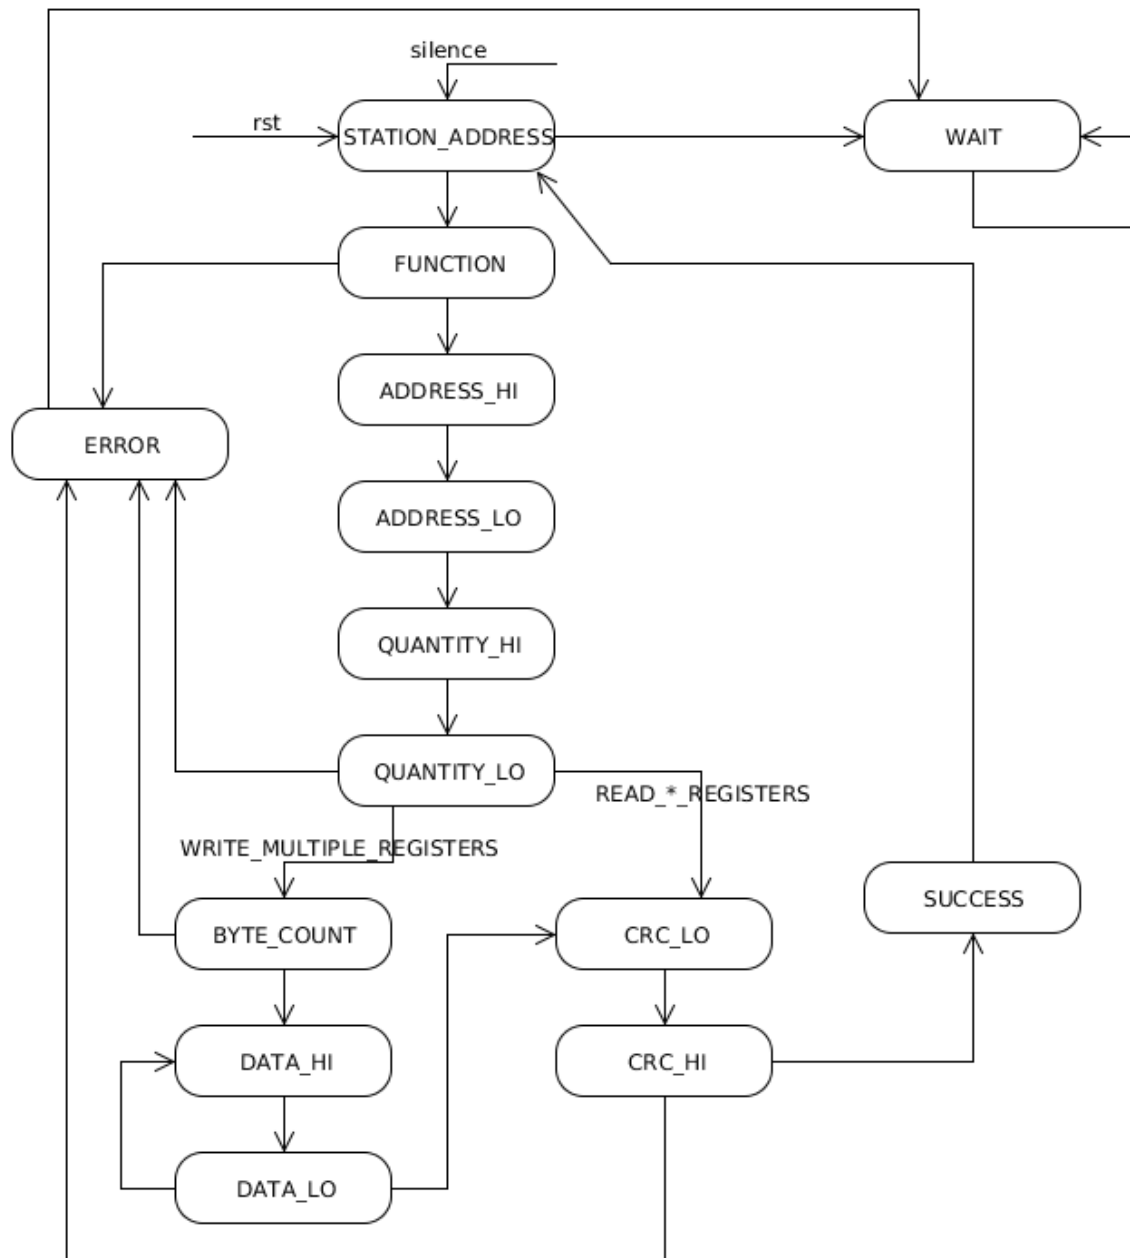 silence
rst
STATION_ADDRESS
WAIT
FUNCTION
ADDRESS_HI
ERROR
ADDRESS_LO
QUANTITY_HI
QUANTITY_LO
READ_*_REGISTERS
WRITE_MULTIPLE_REGISTERS
SUCCESS
BYTE_COUNT
CRC_LO
DATA_HI
CRC_HI
DATA_LO